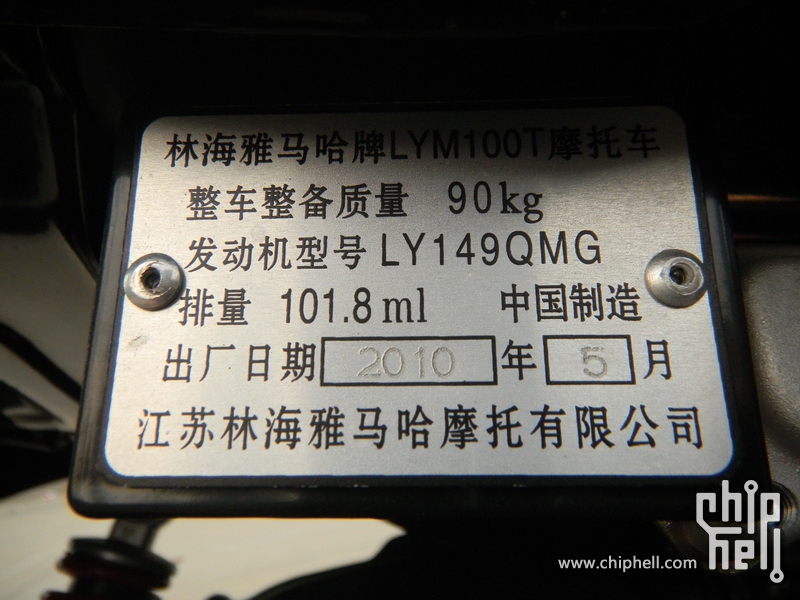 林海雅马哈牌LYM100T摩托车
整车整备质量 90kg
发动机型号 LY149QMG
排量 101.8ml 中国制造
出厂日期 2010 年 5 月
江苏林海雅马哈摩托有限公司
chip
hell
www.chiphell.com